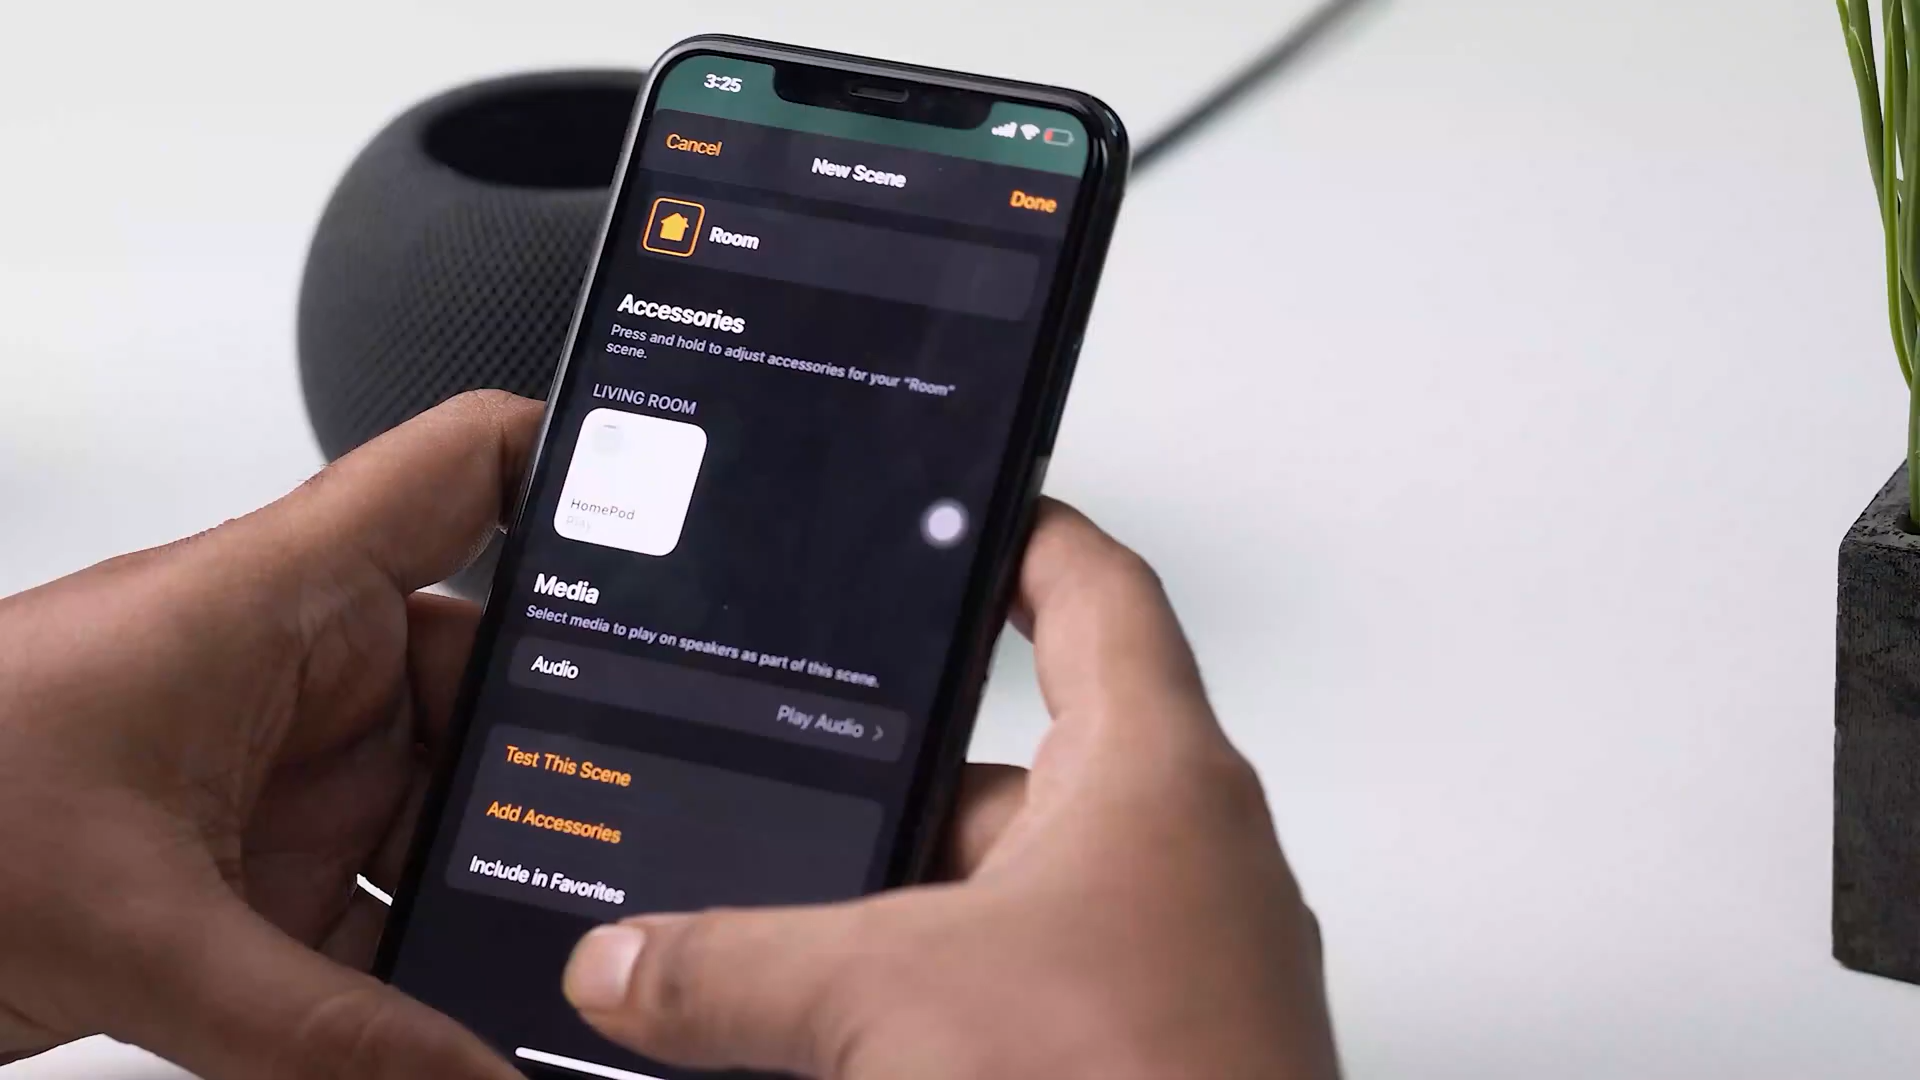 3:25
Cancel
New Scene
Done
Room
Accessories
Press and hold to adjust accessories for your "Room"
scene.
LIVING ROOM
HomePod
Play
Media
Select media to play on speakers as part of this scene.
Audio
Play Audio
Test This Scene
Add Accessories
Include in Favorites